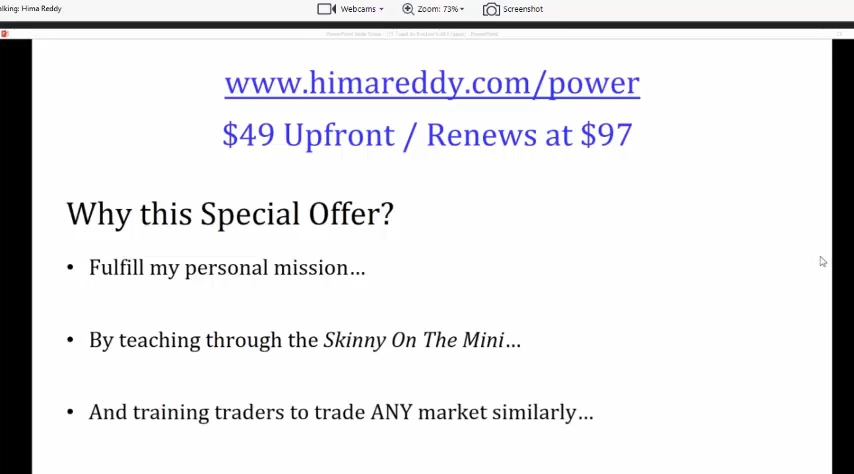 alking: Hima Reddy
Webcams
Zoom: 73%
Screenshot
www.himareddy.com/power
$49 Upfront / Renews at $97
Why this Special Offer?
• Fulfill my personal mission…
• By teaching through the Skinny On The Mini…
• And training traders to trade ANY market similarly…